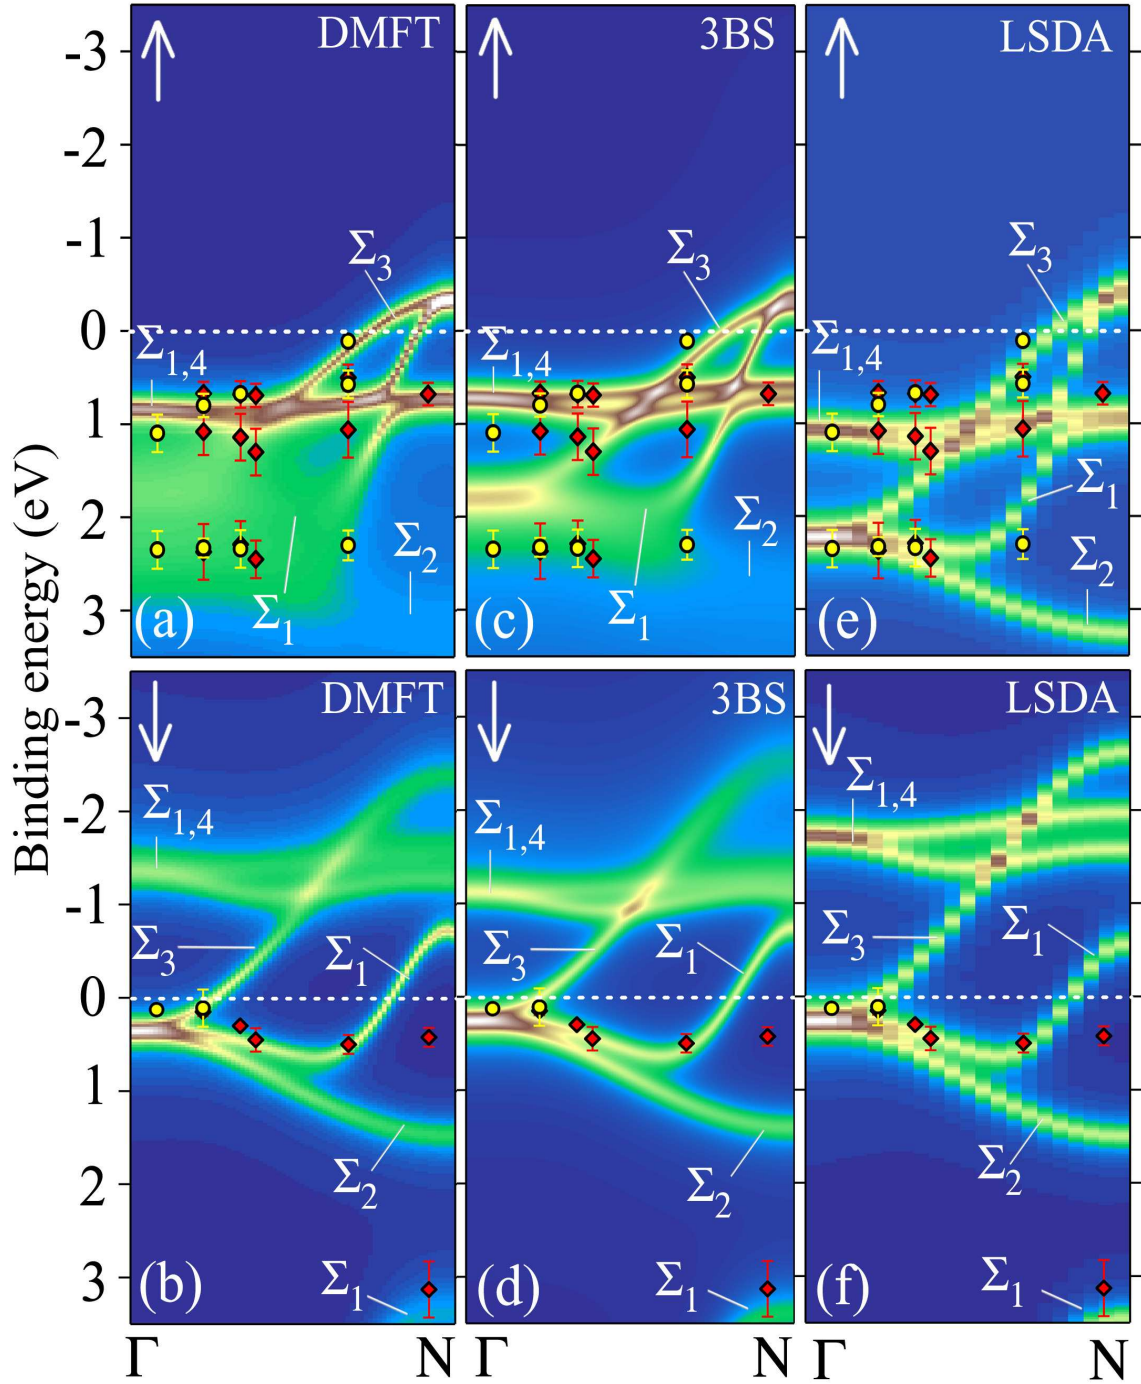 Binding energy (eV)
DMFT
3BS
LSDA
-3
-2
-1
0
1
2
3
Σ3
Σ1,4
Σ2
Σ1
(a)
Σ3
Σ1,4
Σ2
Σ1
(c)
Σ3
Σ1,4
Σ1
Σ2
(e)
DMFT
3BS
LSDA
-3
-2
-1
0
1
2
3
Σ1,4
Σ3
Σ1
Σ2
Σ1
(b)
Σ1,4
Σ3
Σ1
Σ2
Σ1
(d)
Σ1,4
Σ3
Σ1
Σ2
Σ1
(f)
Γ N Γ N Γ N